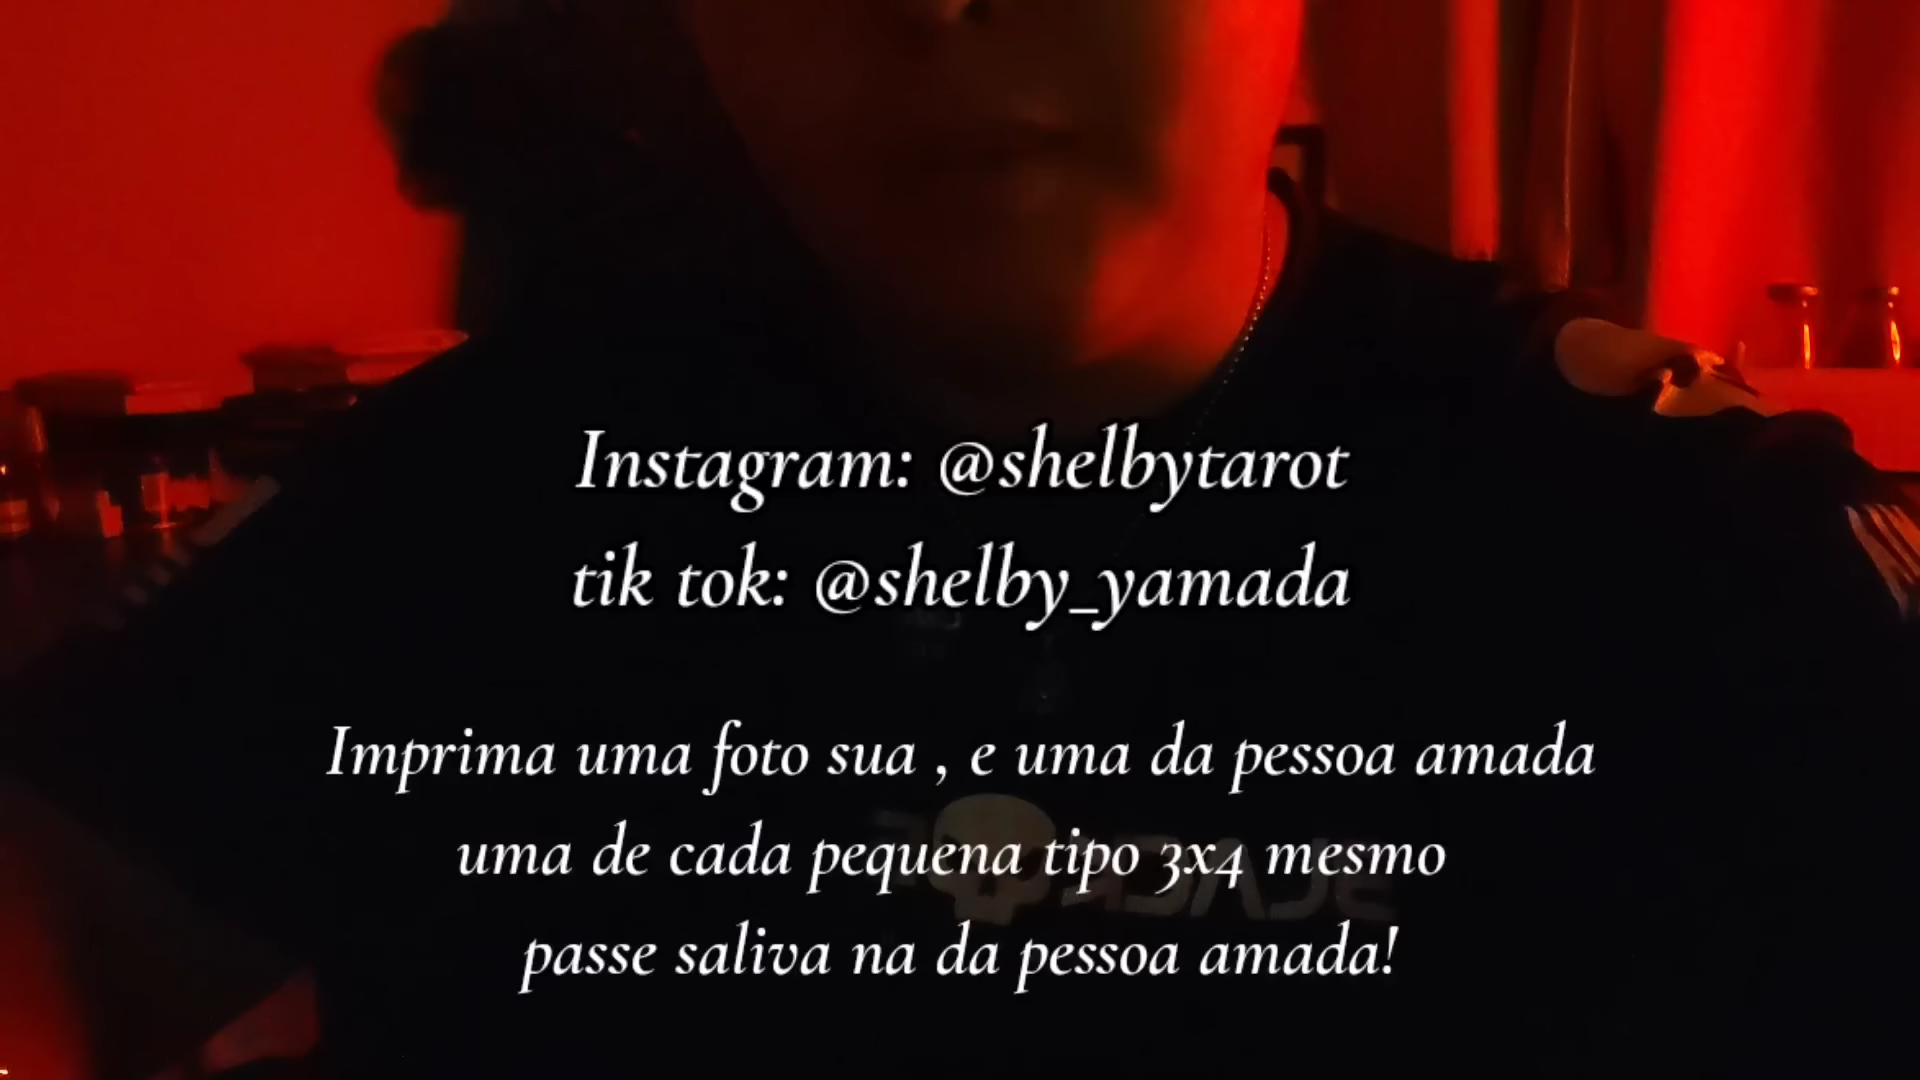 Instagram: @shelbytarot
tik tok: @shelby_yamada
Imprima uma foto sua , e uma da pessoa amada
uma de cada pequena tipo 3x4 mesmo
passe saliva na da pessoa amada!